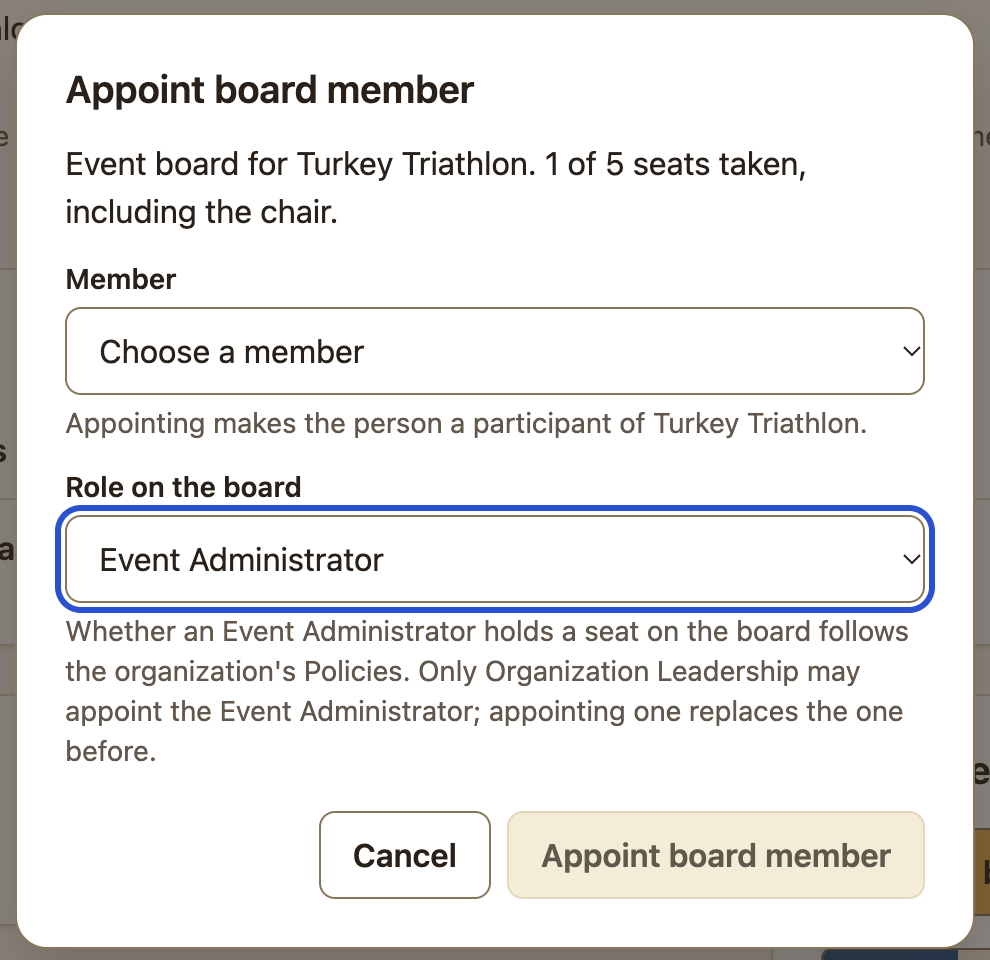 Appoint board member
Event board for Turkey Triathlon. 1 of 5 seats taken,
including the chair.
Member
Choose a member
Appointing makes the person a participant of Turkey Triathlon.
Role on the board
Event Administrator
Whether an Event Administrator holds a seat on the board follows
the organization's Policies. Only Organization Leadership may
appoint the Event Administrator; appointing one replaces the one
before.
Cancel
Appoint board member